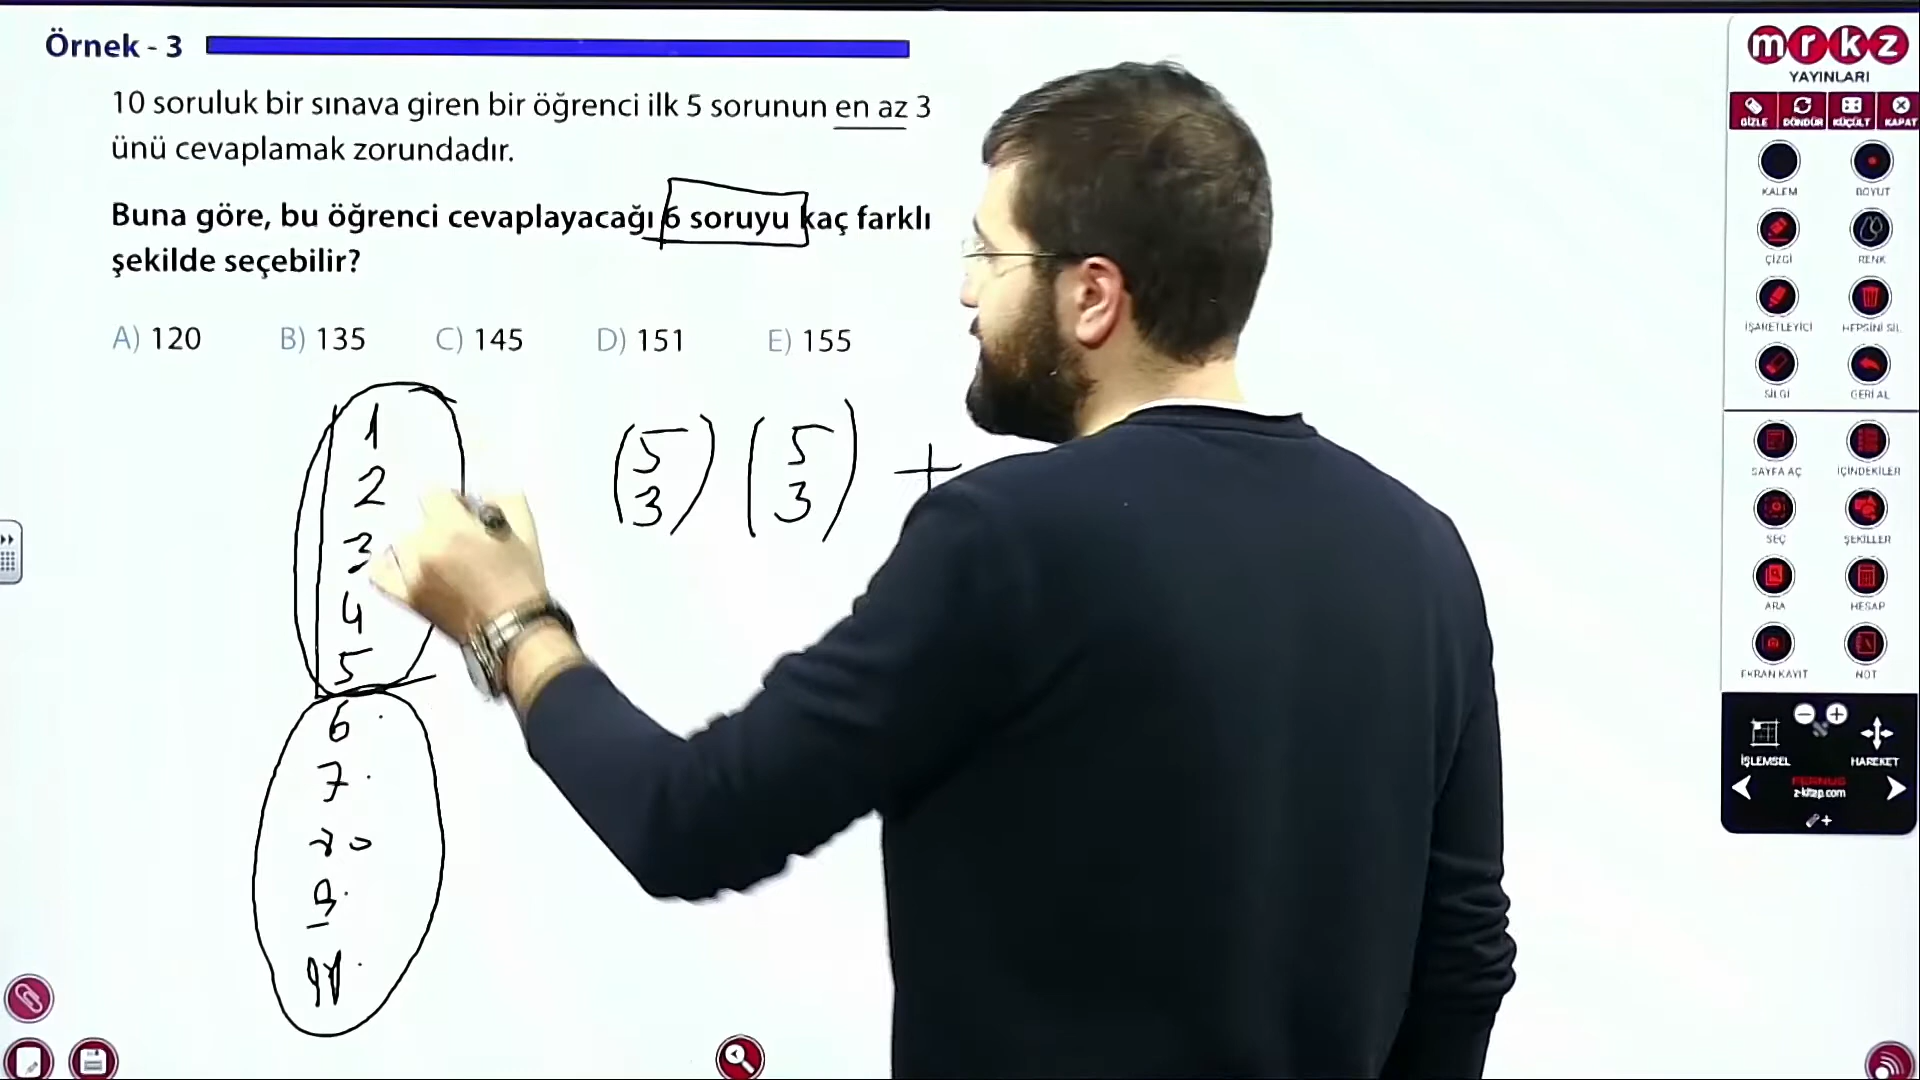 Örnek - 3
10 soruluk bir sınava giren bir öğrenci ilk 5 sorunun en az 3
ünü cevaplamak zorundadır.
Buna göre, bu öğrenci cevaplayacağı 6 soruyu kaç farklı
şekilde seçebilir?
A) 120 B) 135 C) 145 D) 151 E) 155
1
2
3
4
5
6
7
(5 3) (5 3) +
mrkz
YAYINLARI
GİZLE DÖNDÜR KÜÇÜLT KAPAT
KALEM BOYUT
ÇİZGİ RENK
İŞARETLEYİCİ HEPSİNİ SİL
SİLGİ GERİ AL
SAYFA AÇ İÇİNDEKİLER
SEÇ ŞEKİLLER
ARA HESAP
EKRAN KAYIT NOT
İŞLEMSEL HAREKET
FERNUS
z-kitap.com